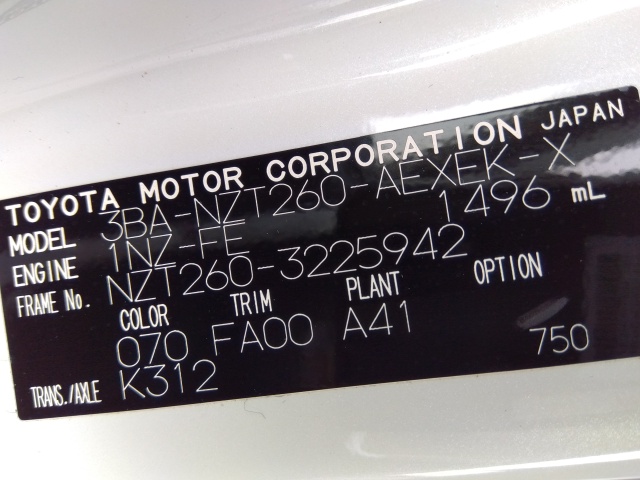 TOYOTA MOTOR CORPORATION JAPAN
MODEL 3BA-NZT260-AEXEK-X
ENGINE 1NZ-FE 1496 mL
FRAME No. NZT260-3225942
COLOR TRIM PLANT OPTION
070 FA00 A41
TRANS./AXLE K312 750